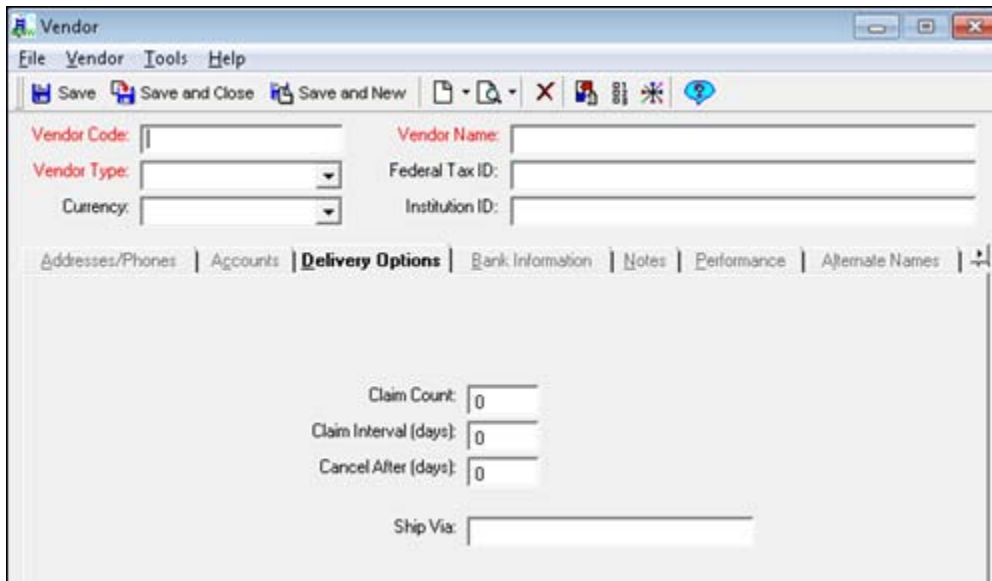 Vendor
File Vendor Tools Help
Save Save and Close Save and New
Vendor Code: Vendor Name:
Vendor Type: Federal Tax ID:
Currency: Institution ID:
Addresses/Phones Accounts Delivery Options Bank Information Notes Performance Alternate Names
Claim Count: 0
Claim Interval (days): 0
Cancel After (days): 0
Ship Via: